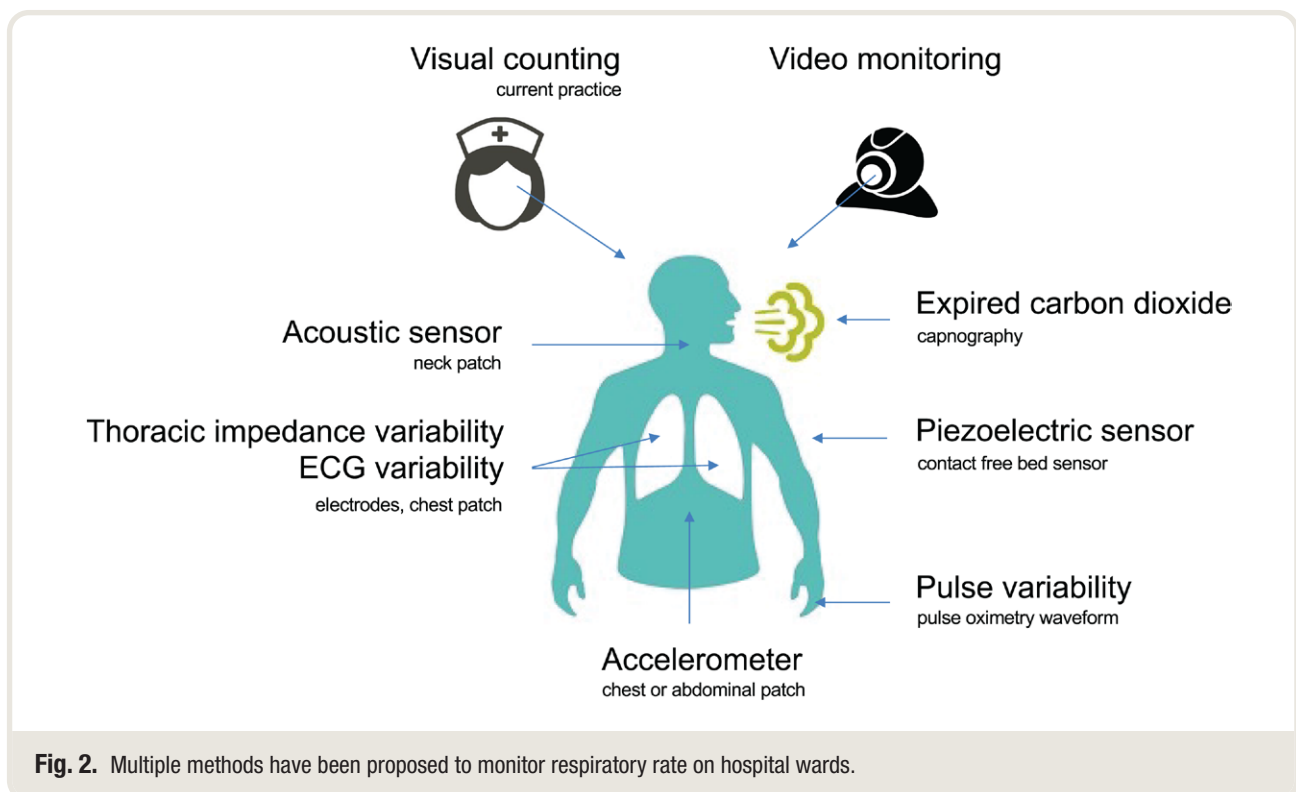 Visual counting
current practice
Video monitoring
Acoustic sensor
neck patch
Expired carbon dioxide
capnography
Thoracic impedance variability
ECG variability
electrodes, chest patch
Piezoelectric sensor
contact free bed sensor
Pulse variability
pulse oximetry waveform
Accelerometer
chest or abdominal patch
Fig. 2. Multiple methods have been proposed to monitor respiratory rate on hospital wards.